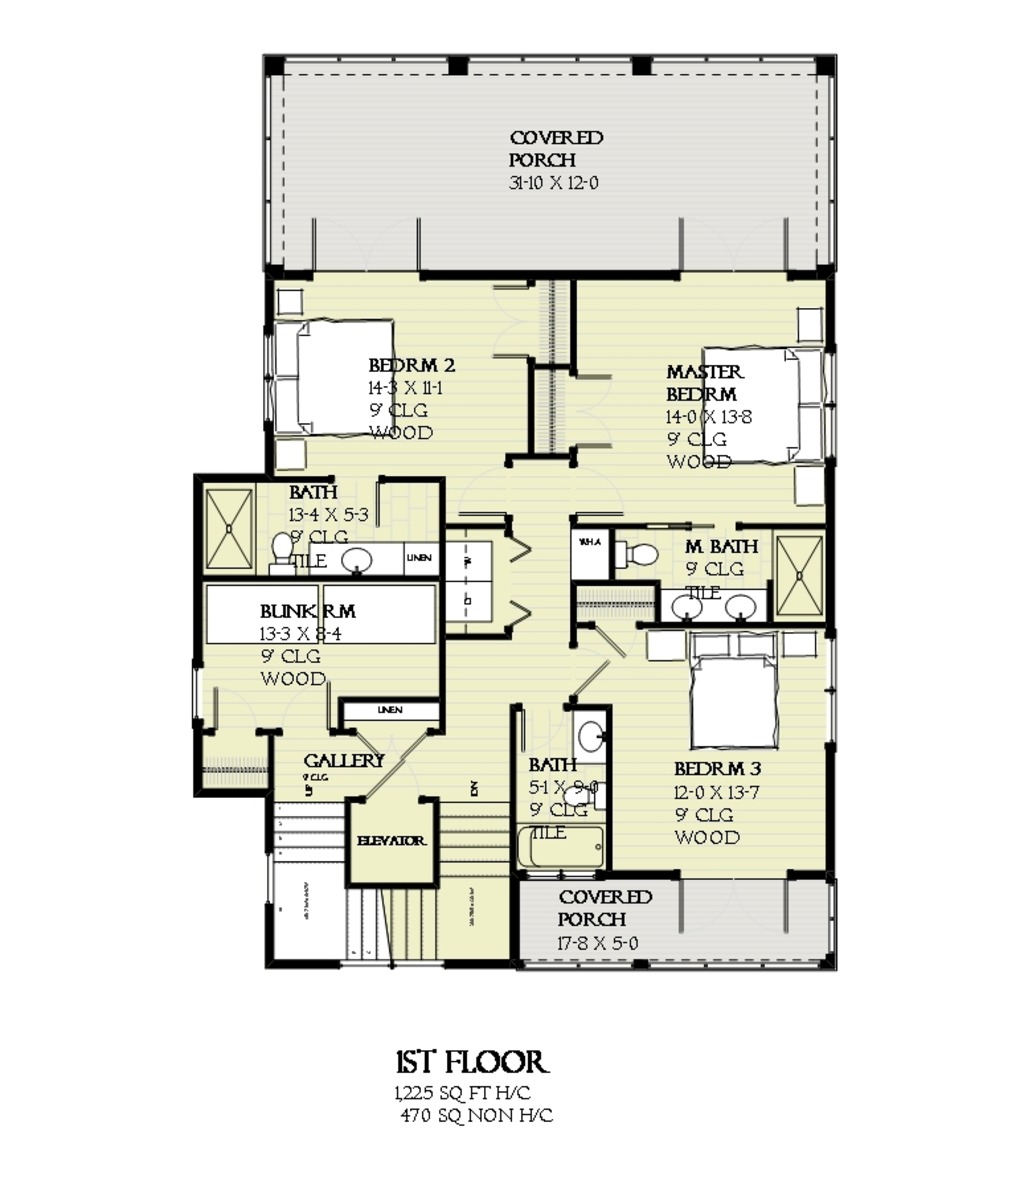 COVERED
PORCH
31-10 X 12-0
BEDRM 2
14-3 X 11-1
9' CLG
WOOD
MASTER
BEDRM
14-0 X 13-8
9' CLG
WOOD
BATH
13-4 X 5-3
9' CLG
TILE
LINEN
W
D
WHA
M. BATH
9' CLG
TILE
BUNK RM
13-3 X 8-4
9' CLG
WOOD
LINEN
GALLERY
9' CLG
UP
DN
ELEVATOR
BATH
5-1 X 9-0
9' CLG
TILE
BEDRM 3
12-0 X 13-7
9' CLG
WOOD
COVERED
PORCH
17-8 X 5-0
1ST FLOOR
1,225 SQ FT H/C
470 SQ NON H/C